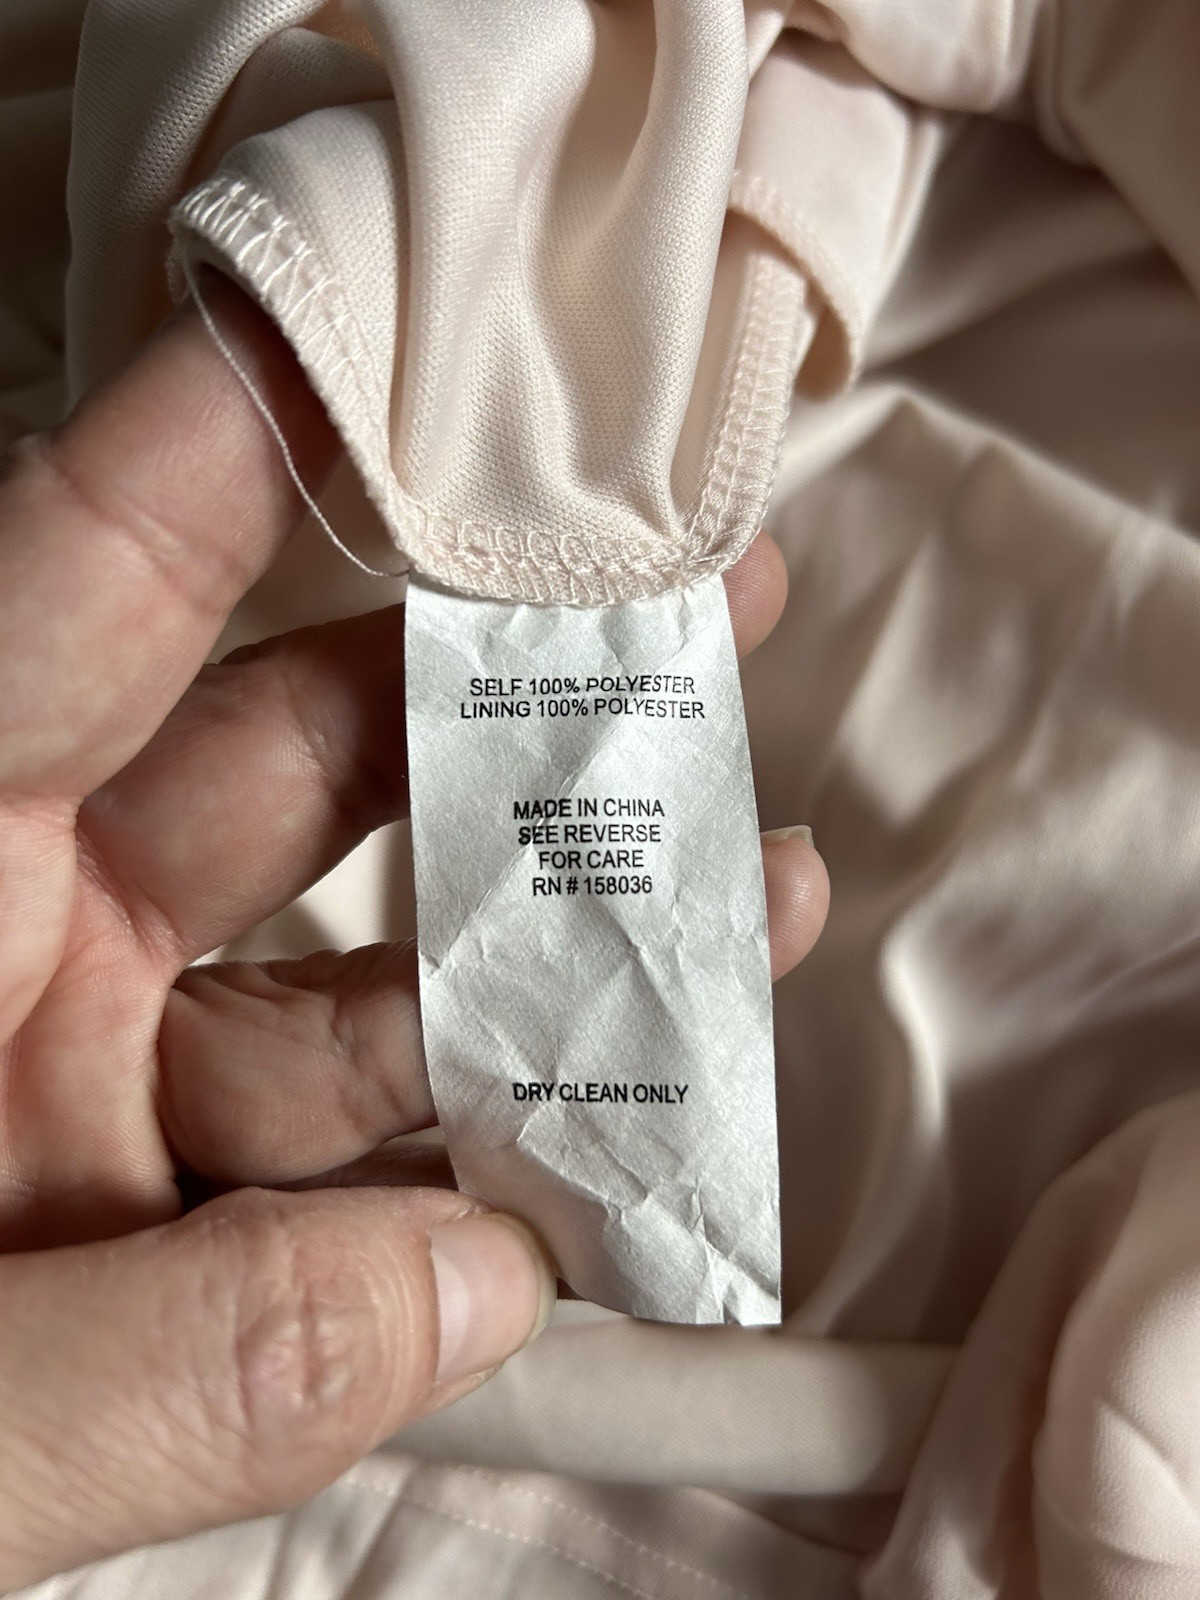 SELF 100% POLYESTER
LINING 100% POLYESTER
MADE IN CHINA
SEE REVERSE
FOR CARE
RN # 158036
DRY CLEAN ONLY